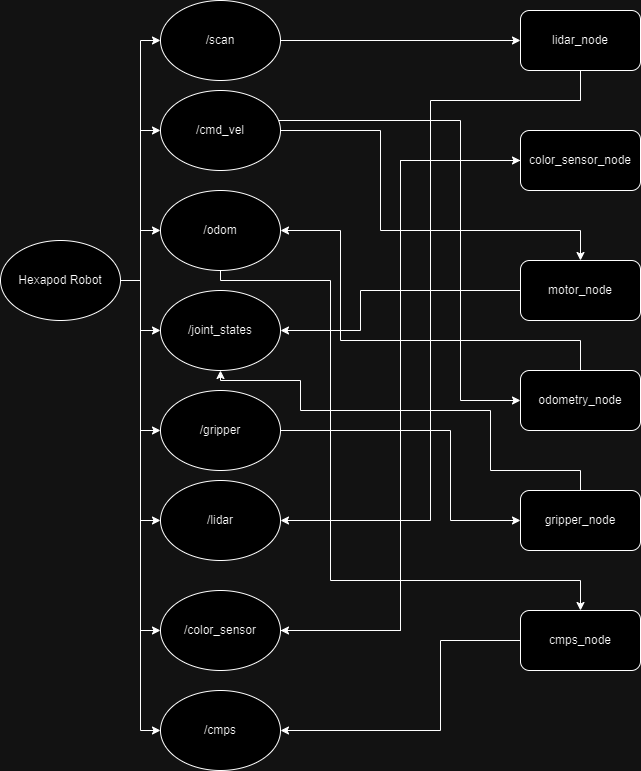 /scan
lidar_node
/cmd_vel
color_sensor_node
/odom
Hexapod Robot
motor_node
/joint_states
odometry_node
/gripper
/lidar
gripper_node
/color_sensor
cmps_node
/cmps